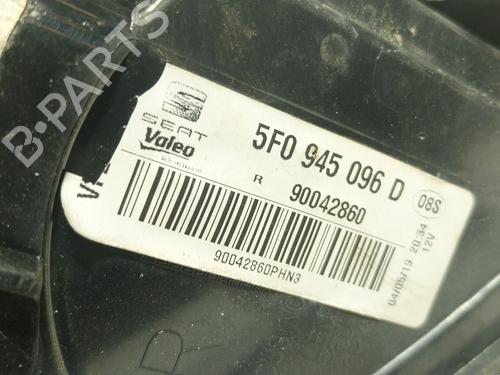 B-PARTS
SEAT
Valeo
5F0 945 096 D
R 90042860
08S
90042860PHN3
04/05/19 20:34
12V